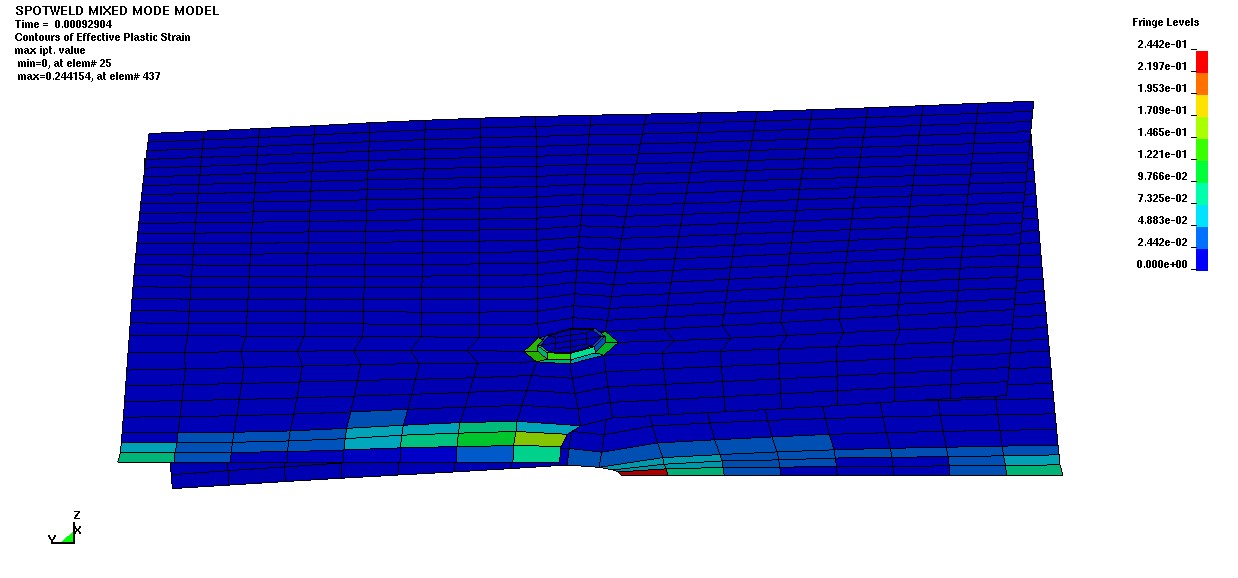 SPOTWELD MIXED MODE MODEL
Time = 0.00092904
Contours of Effective Plastic Strain
max ipt. value
min=0, at elem# 25
max=0.244154, at elem# 437
Fringe Levels
2.442e-01
2.197e-01
1.953e-01
1.709e-01
1.465e-01
1.221e-01
9.766e-02
7.325e-02
4.883e-02
2.442e-02
0.000e+00
Z
X
Y